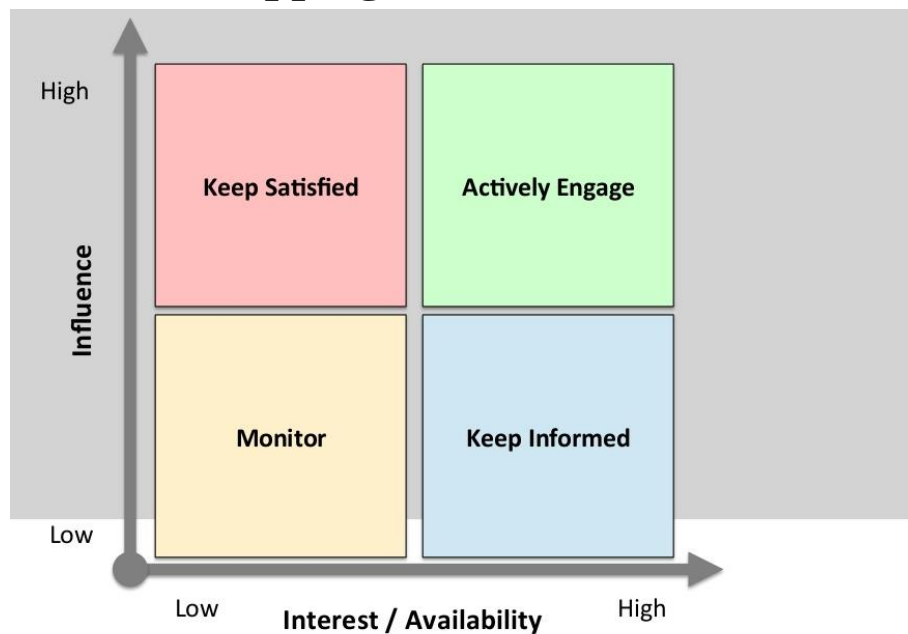 High
Keep Satisfied
Actively Engage
Influence
Monitor
Keep Informed
Low
Low
High
Interest / Availability